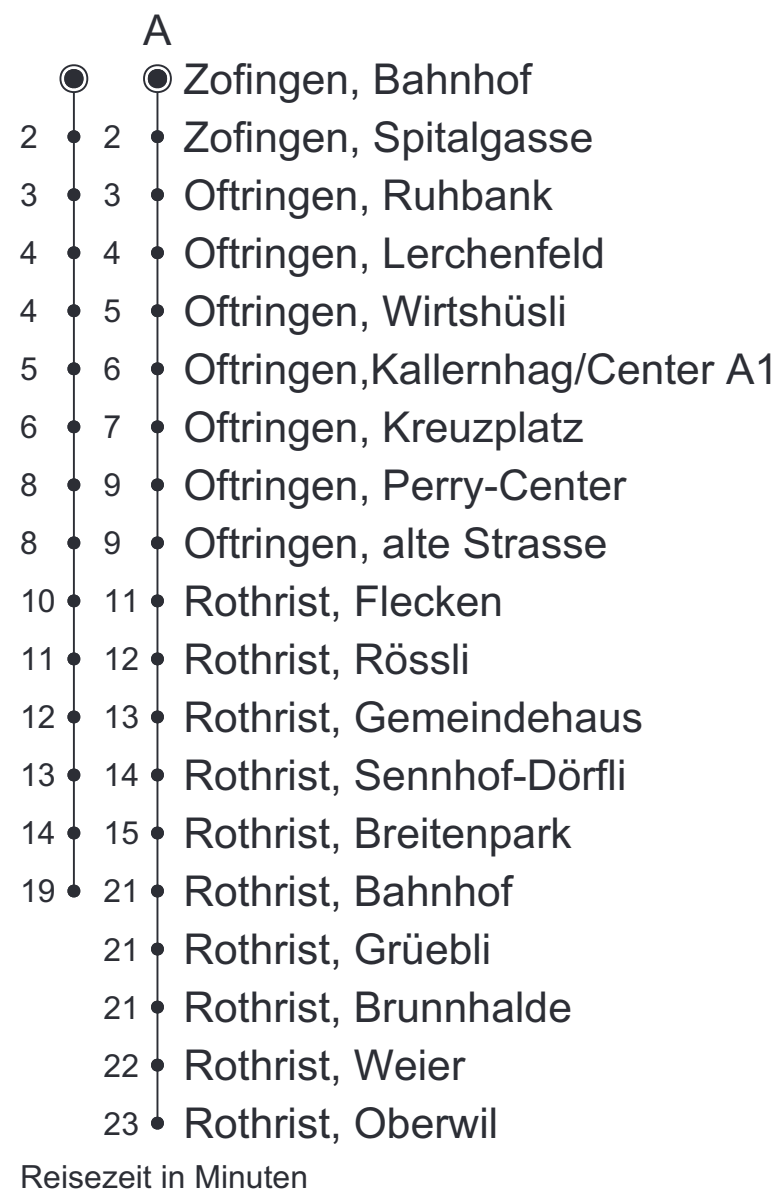 A
Zofingen, Bahnhof
2 2 Zofingen, Spitalgasse
3 3 Oftringen, Ruhbank
4 4 Oftringen, Lerchenfeld
4 5 Oftringen, Wirtshüsli
5 6 Oftringen,Kallernhag/Center A1
6 7 Oftringen, Kreuzplatz
8 9 Oftringen, Perry-Center
8 9 Oftringen, alte Strasse
10 11 Rothrist, Flecken
11 12 Rothrist, Rössli
12 13 Rothrist, Gemeindehaus
13 14 Rothrist, Sennhof-Dörfli
14 15 Rothrist, Breitenpark
19 21 Rothrist, Bahnhof
21 Rothrist, Grüebli
21 Rothrist, Brunnhalde
22 Rothrist, Weier
23 Rothrist, Oberwil
Reisezeit in Minuten